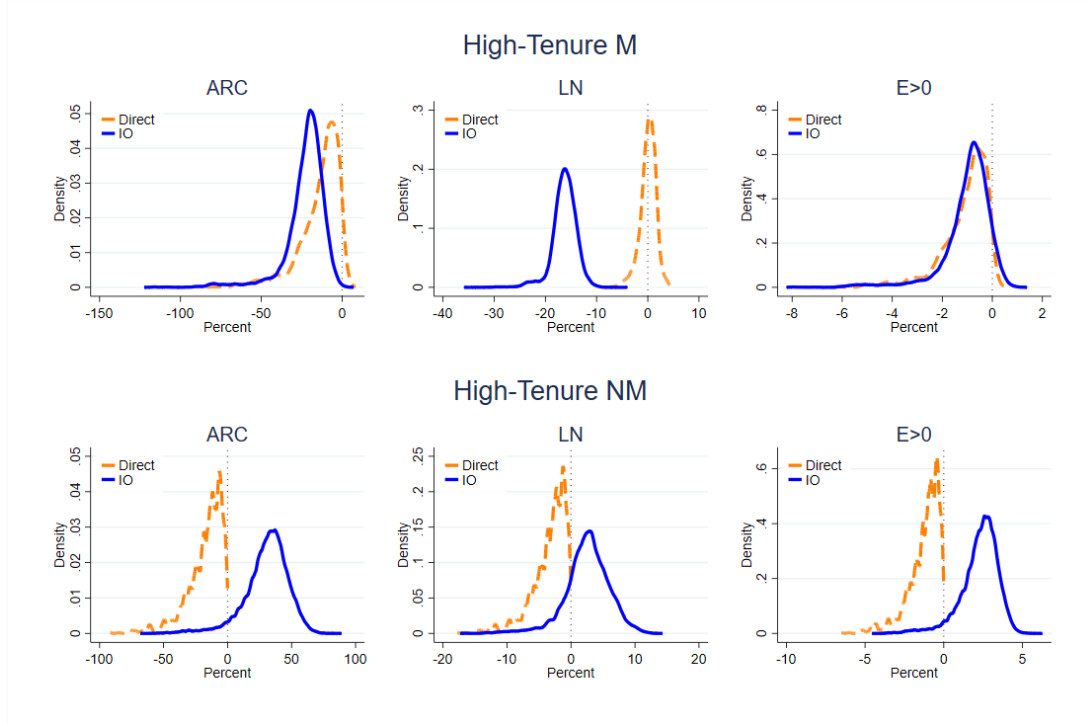 High-Tenure M
ARC
LN
E>0
Direct
IO
Direct
IO
Direct
IO
Density
.05
.04
.03
.02
.01
0
Density
.3
.2
.1
0
Density
.8
.6
.4
.2
0
-150 -100 -50 0
-40 -30 -20 -10 0 10
-8 -6 -4 -2 0 2
Percent
Percent
Percent
High-Tenure NM
ARC
LN
E>0
Direct
IO
Direct
IO
Direct
IO
Density
.05
.04
.03
.02
.01
0
Density
.25
.2
.15
.1
.05
0
Density
.6
.4
.2
0
-100 -50 0 50 100
-20 -10 0 10 20
-10 -5 0 5
Percent
Percent
Percent